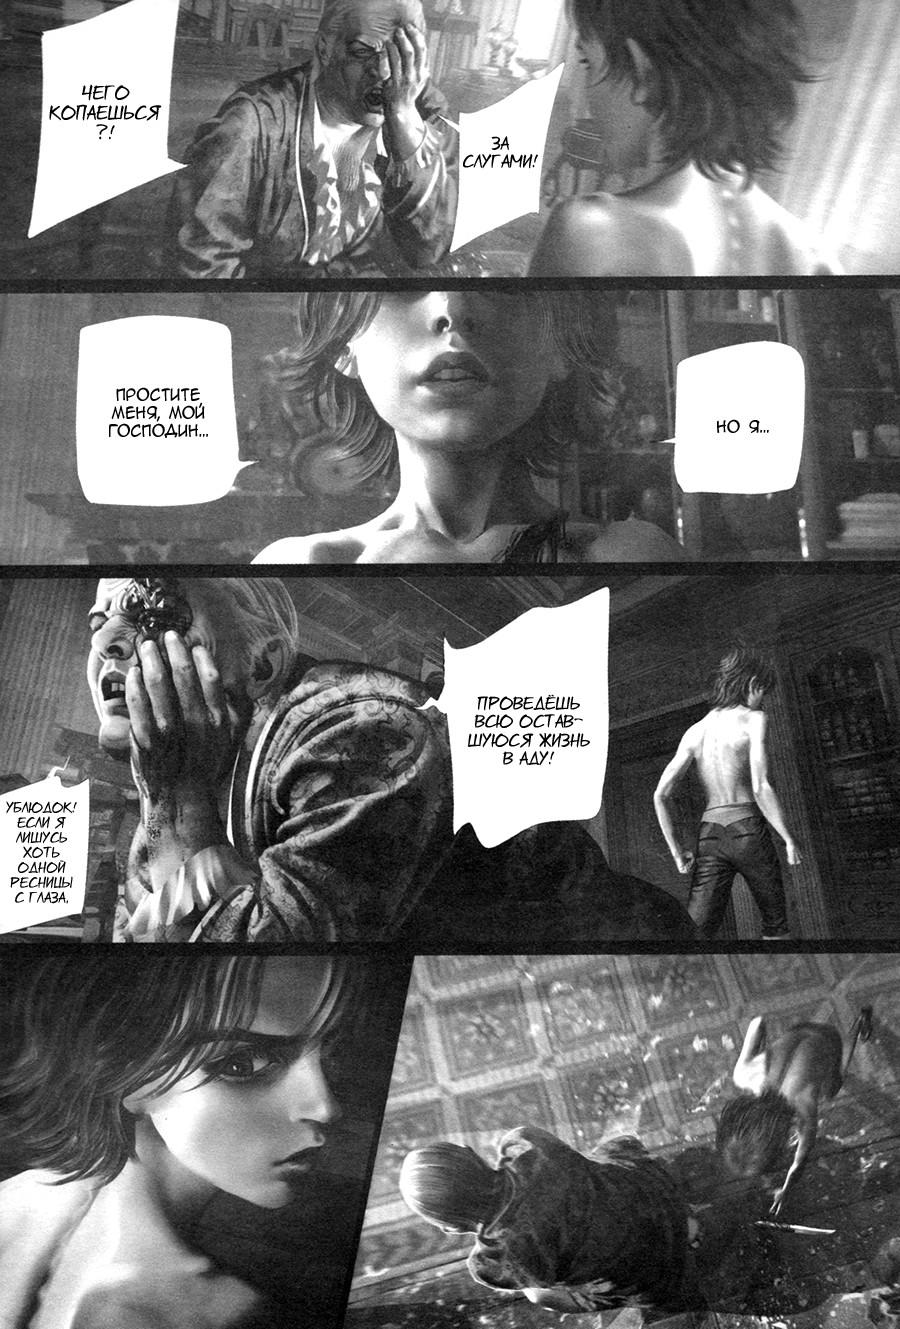 ЧЕГО
КОПАЕШЬСЯ
?!
ЗА
СЛУГАМИ!
ПРОСТИТЕ
МЕНЯ, МОЙ
ГОСПОДИН...
НО Я...
УБЛЮДОК!
ЕСЛИ Я
ЛИШУСЬ
ХОТЬ
ОДНОЙ
РЕСНИЦЫ
С ГЛАЗА,
ПРОВЕДЁШЬ
ВСЮ ОСТАВ-
ШУЮСЯ ЖИЗНЬ
В АДУ!